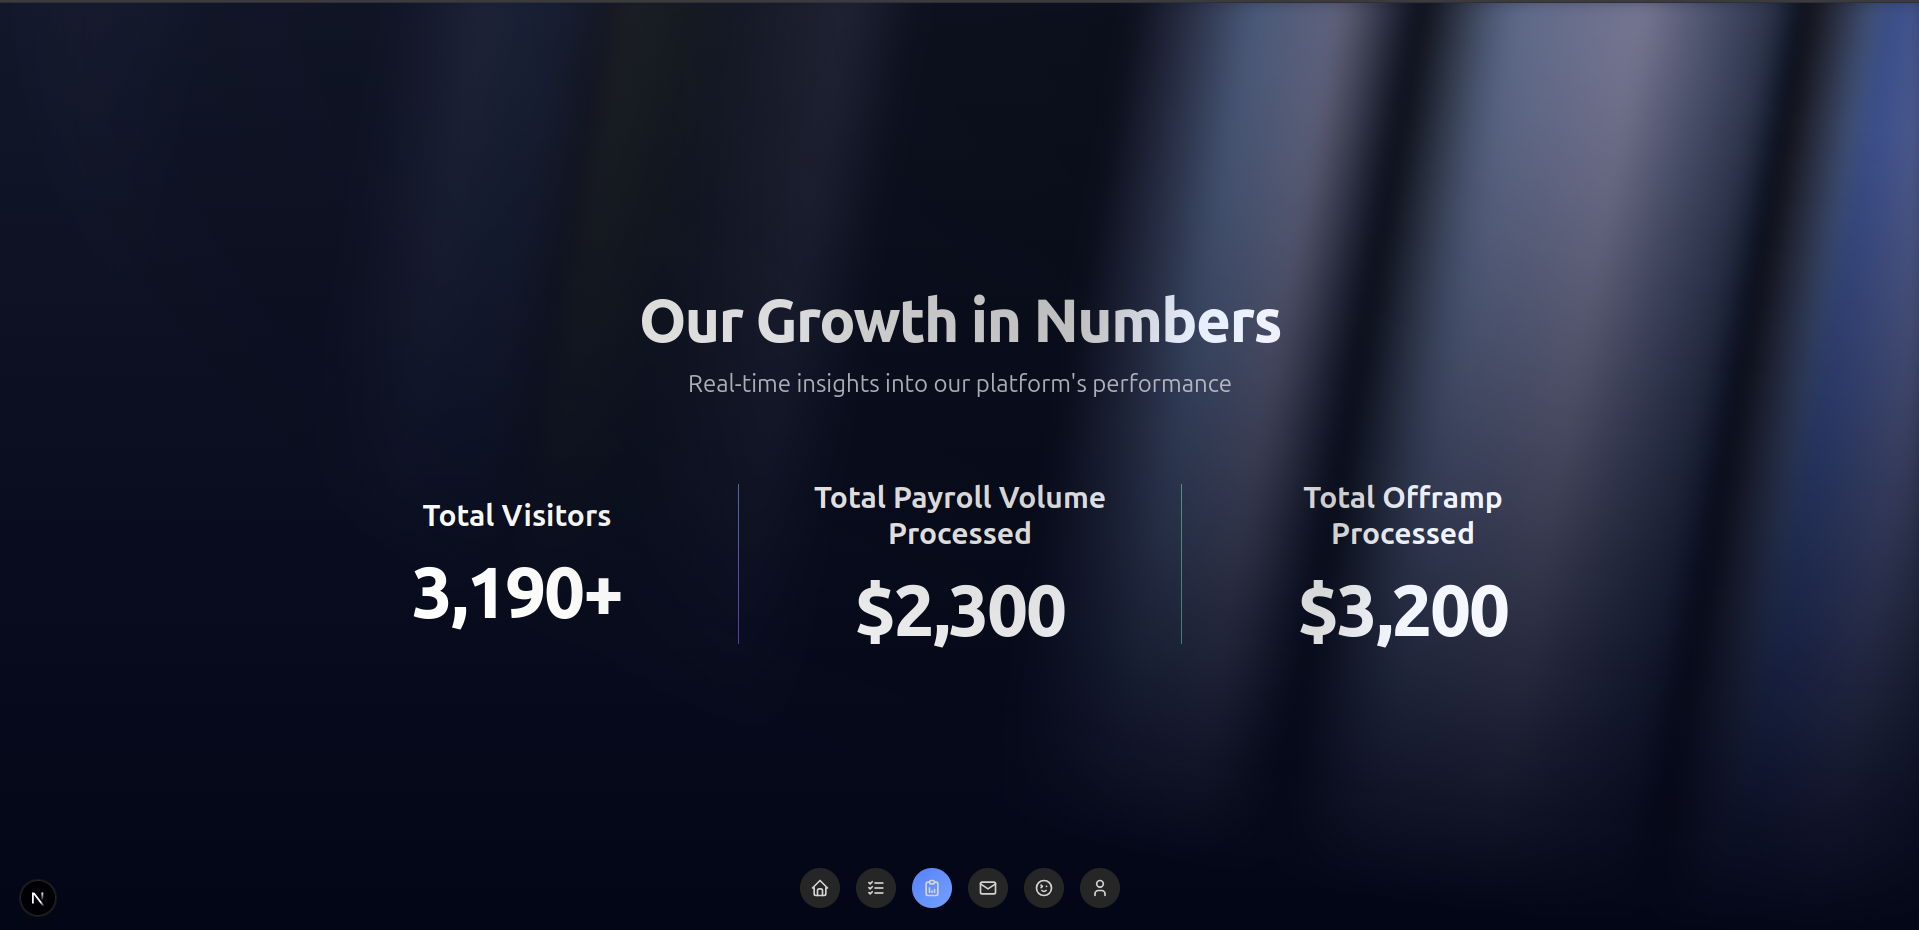 Our Growth in Numbers
Real-time insights into our platform's performance
Total Visitors
3,190+
Total Payroll Volume
Processed
$2,300
Total Offramp
Processed
$3,200
N